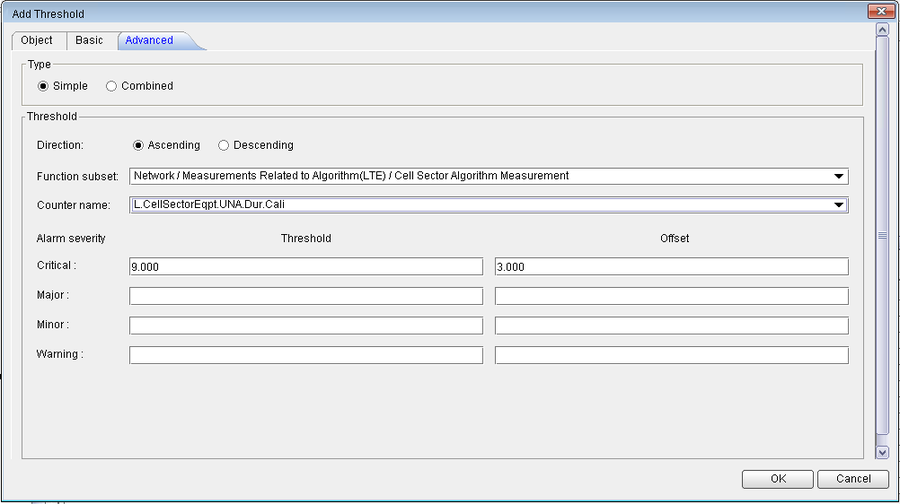 Add Threshold
Object Basic Advanced
Type
Simple Combined
Threshold
Direction: Ascending Descending
Function subset: Network / Measurements Related to Algorithm(LTE) / Cell Sector Algorithm Measurement
Counter name: L.CellSectorEqpt.UNA.Dur.Cali
Alarm severity Threshold Offset
Critical : 9.000 3.000
Major :
Minor :
Warning :
OK Cancel